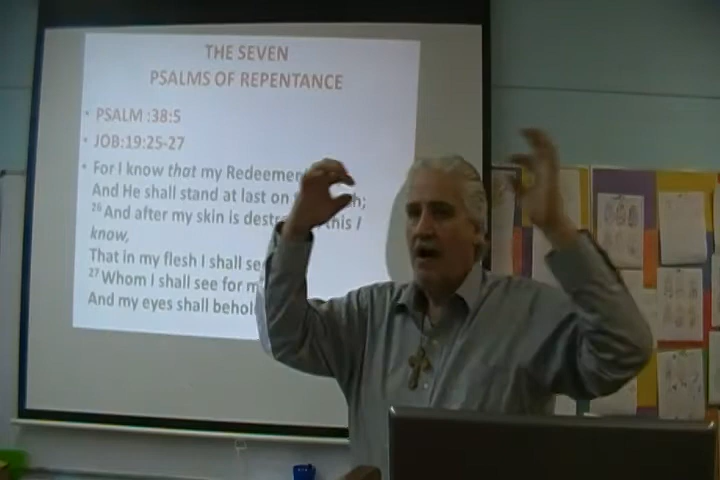 THE SEVEN
PSALMS OF REPENTANCE
• PSALM :38:5
• JOB:19:25-27
• For I know that my Redeemer
And He shall stand at last on
26 And after my skin is destr this I
know,
That in my flesh I shall se
27 Whom I shall see for m
And my eyes shall behol